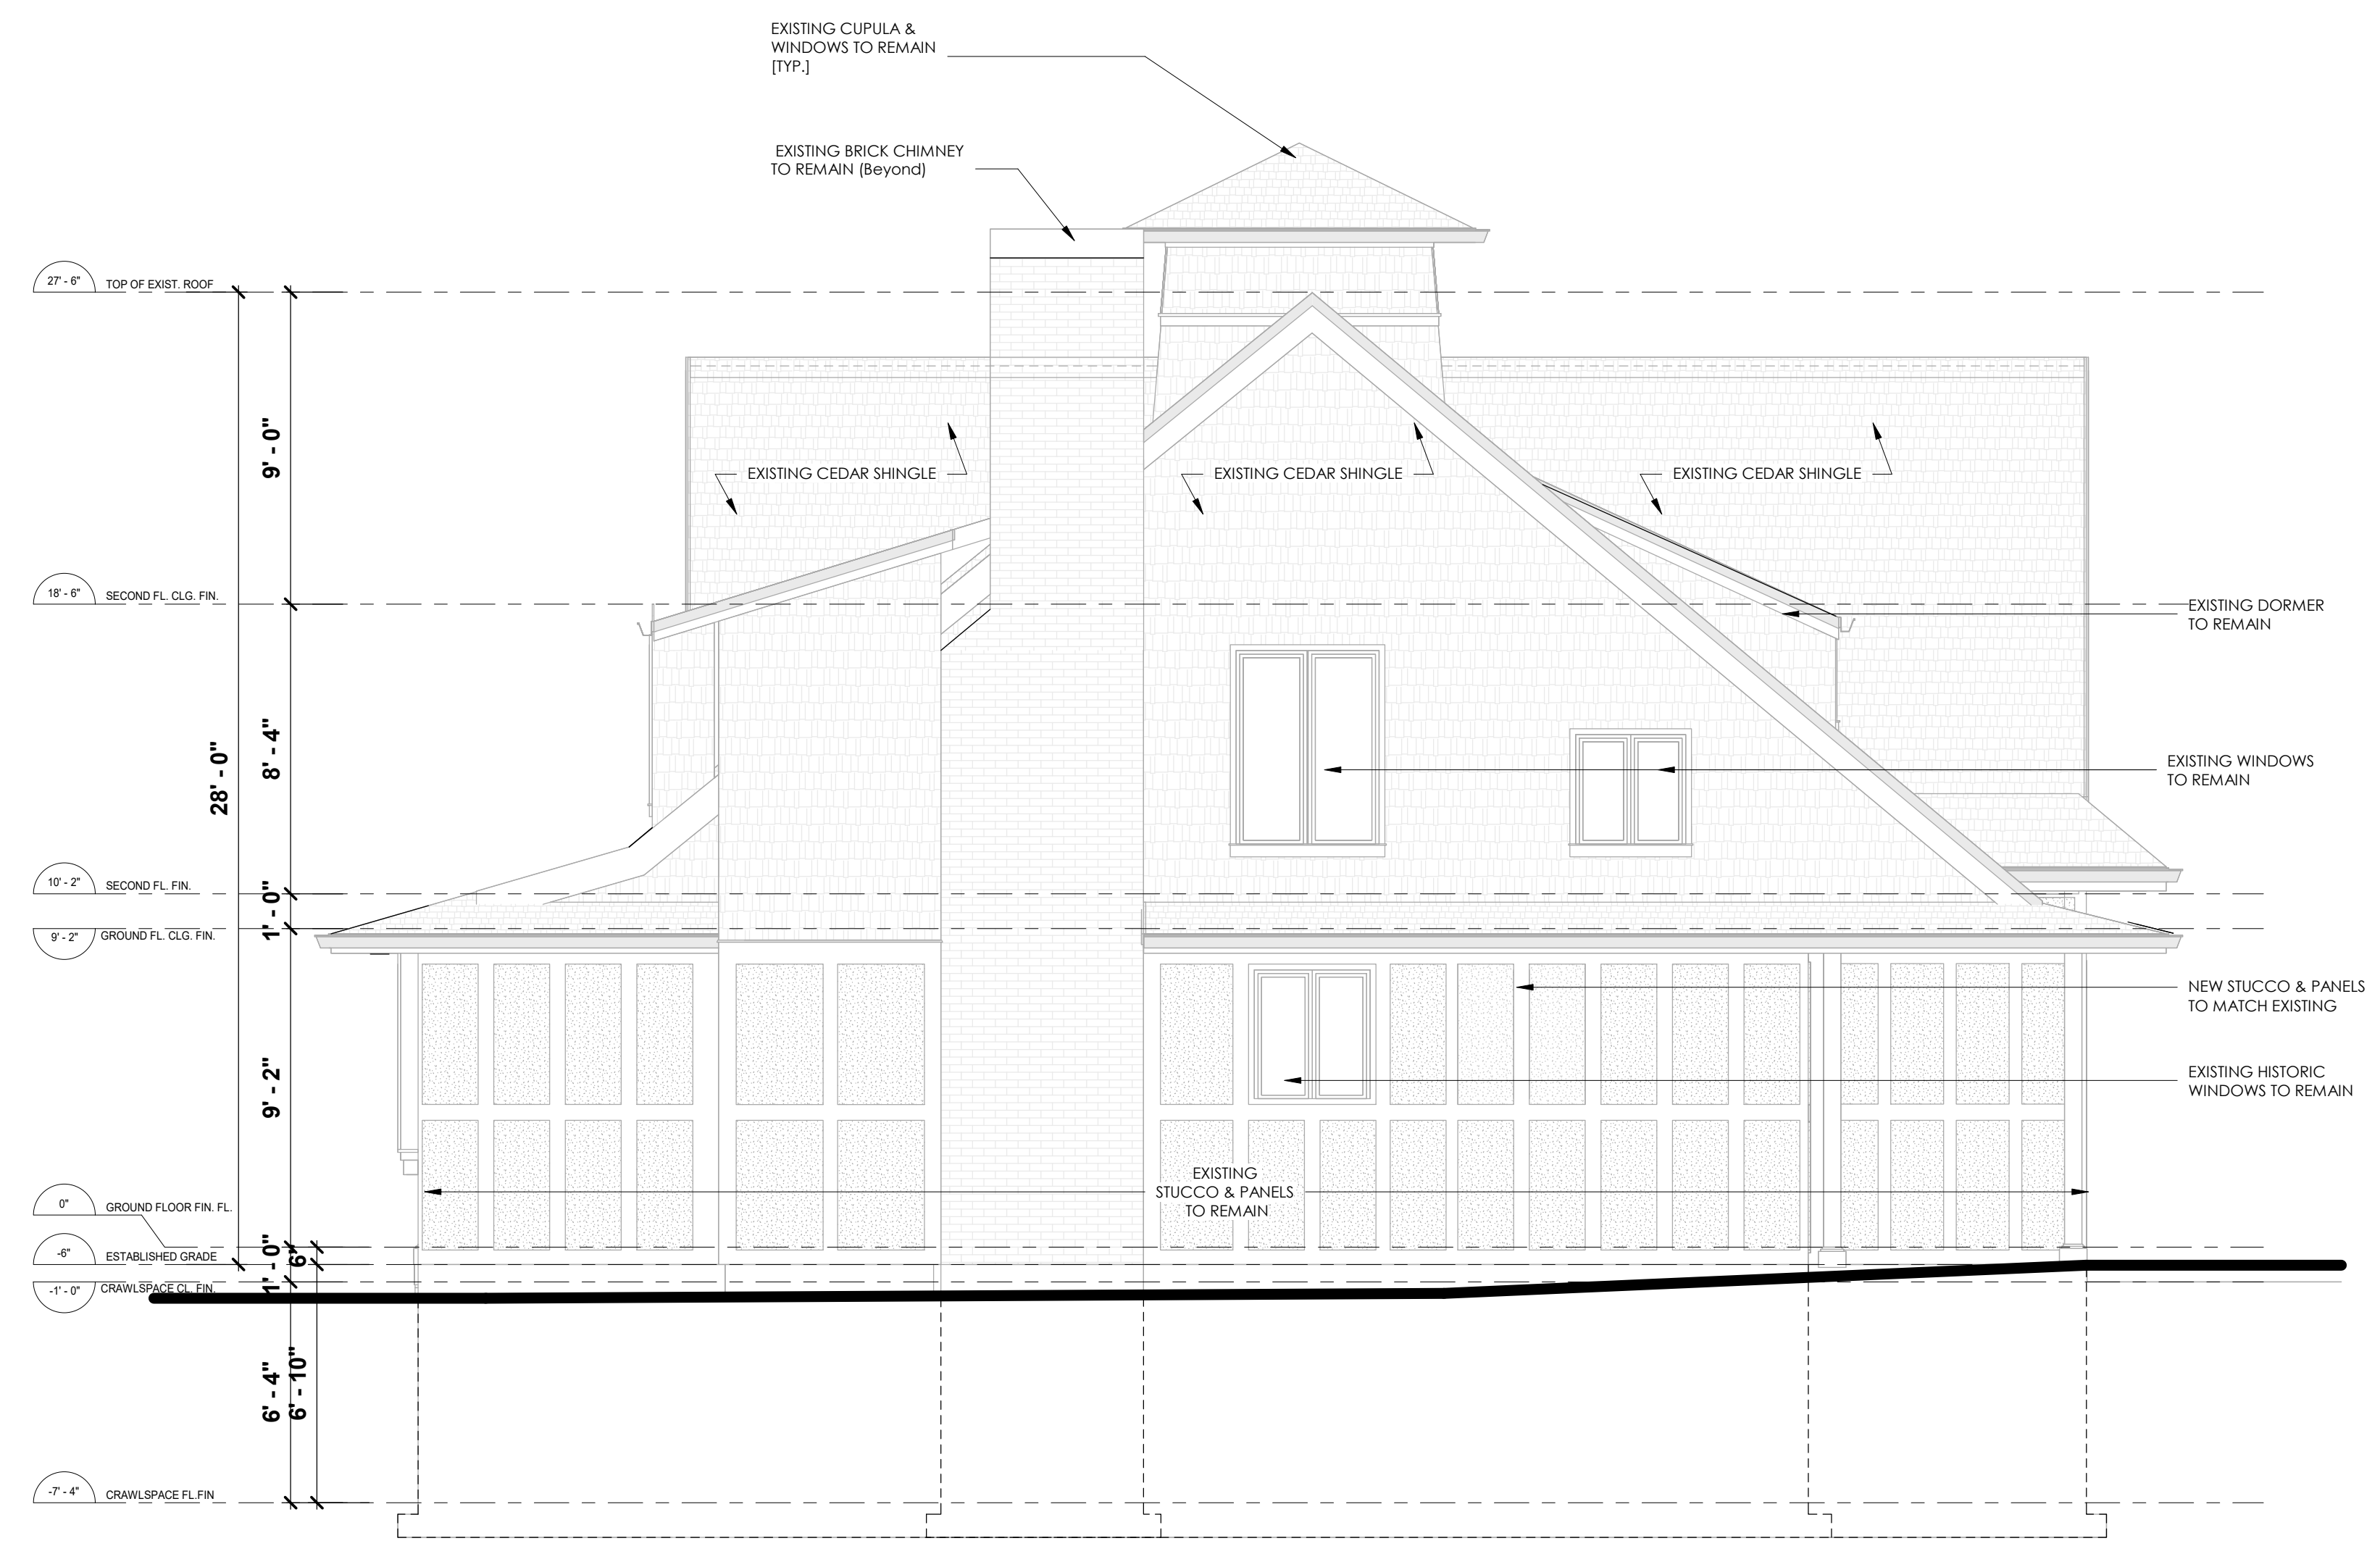 EXISTING CUPULA &
WINDOWS TO REMAIN
[TYP.]
EXISTING BRICK CHIMNEY
TO REMAIN (Beyond)
27' - 6"
TOP OF EXIST. ROOF
9' - 0"
EXISTING CEDAR SHINGLE
EXISTING CEDAR SHINGLE
EXISTING CEDAR SHINGLE
18' - 6"
SECOND FL. CLG. FIN.
EXISTING DORMER
TO REMAIN
8' - 4"
28' - 0"
EXISTING WINDOWS
TO REMAIN
10' - 2"
SECOND FL. FIN.
1' - 0"
9' - 2"
GROUND FL. CLG. FIN.
NEW STUCCO & PANELS
TO MATCH EXISTING
9' - 2"
EXISTING HISTORIC
WINDOWS TO REMAIN
EXISTING
STUCCO & PANELS
TO REMAIN
0"
GROUND FLOOR FIN. FL.
-6"
ESTABLISHED GRADE
1' - 0"
6"
-1' - 0"
CRAWLSPACE CL. FIN.
6' - 4"
6' - 10"
-7' - 4"
CRAWLSPACE FL.FIN